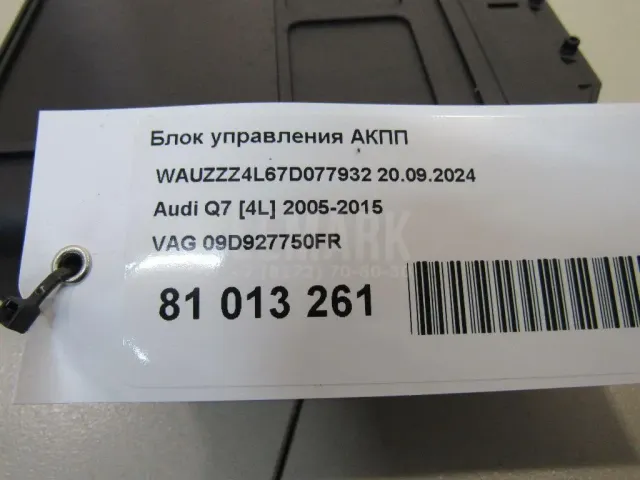 Блок управления АКПП
WAUZZZ4L67D077932 20.09.2024
Audi Q7 [4L] 2005-2015
VAG 09D927750FR
81 013 261